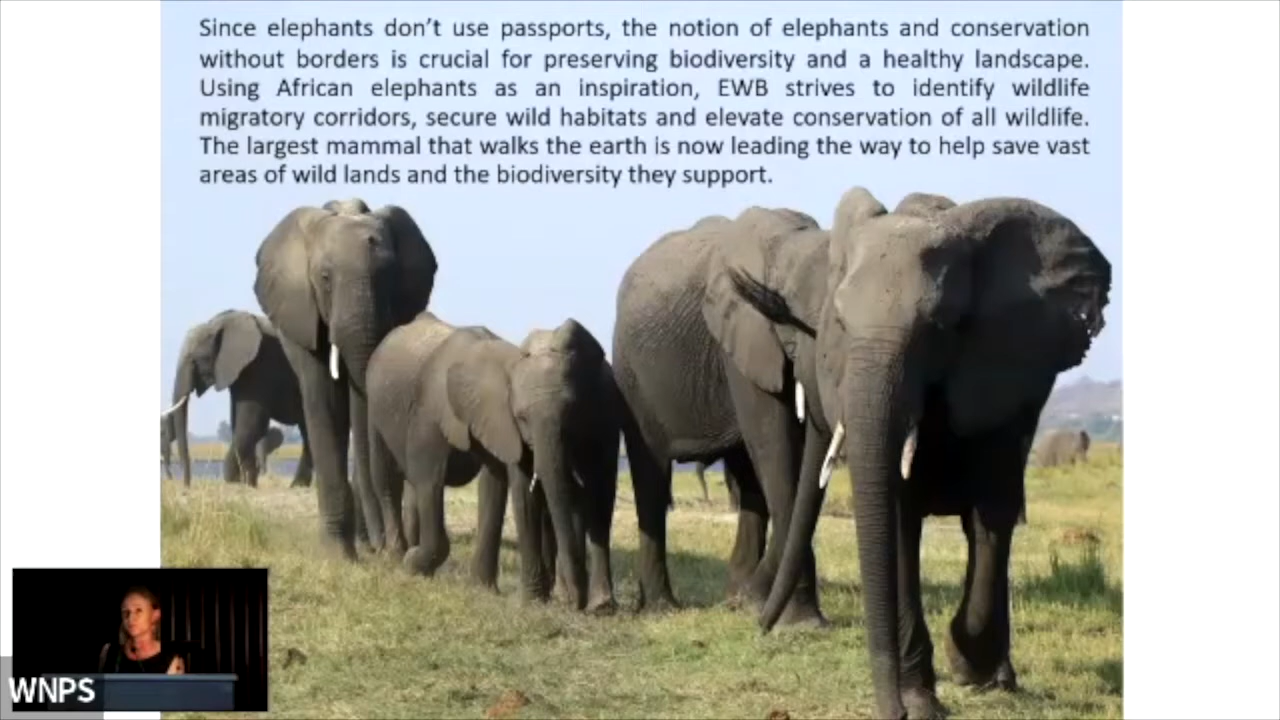 Since elephants don’t use passports, the notion of elephants and conservation
without borders is crucial for preserving biodiversity and a healthy landscape.
Using African elephants as an inspiration, EWB strives to identify wildlife
migratory corridors, secure wild habitats and elevate conservation of all wildlife.
The largest mammal that walks the earth is now leading the way to help save vast
areas of wild lands and the biodiversity they support.
WNPS